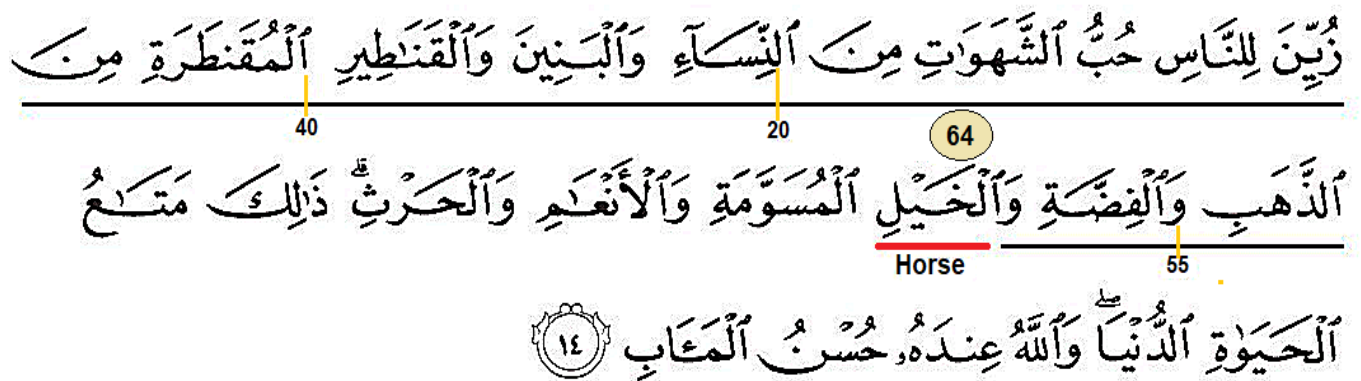 زُيِّنَ لِلنَّاسِ حُبُّ ٱلشَّهَوَٰتِ مِنَ ٱلنِّسَآءِ وَٱلْبَنِينَ وَٱلْقَنَٰطِيرِ ٱلْمُقَنطَرَةِ مِنَ
40 20
64
ٱلذَّهَبِ وَٱلْفِضَّةِ وَٱلْخَيْلِ ٱلْمُسَوَّمَةِ وَٱلْأَنْعَٰمِ وَٱلْحَرْثِۗ ذَٰلِكَ مَتَٰعُ
Horse 55
ٱلْحَيَوٰةِ ٱلدُّنْيَاۖ وَٱللَّهُ عِندَهُۥ حُسْنُ ٱلْمَـَٔابِ ١٤